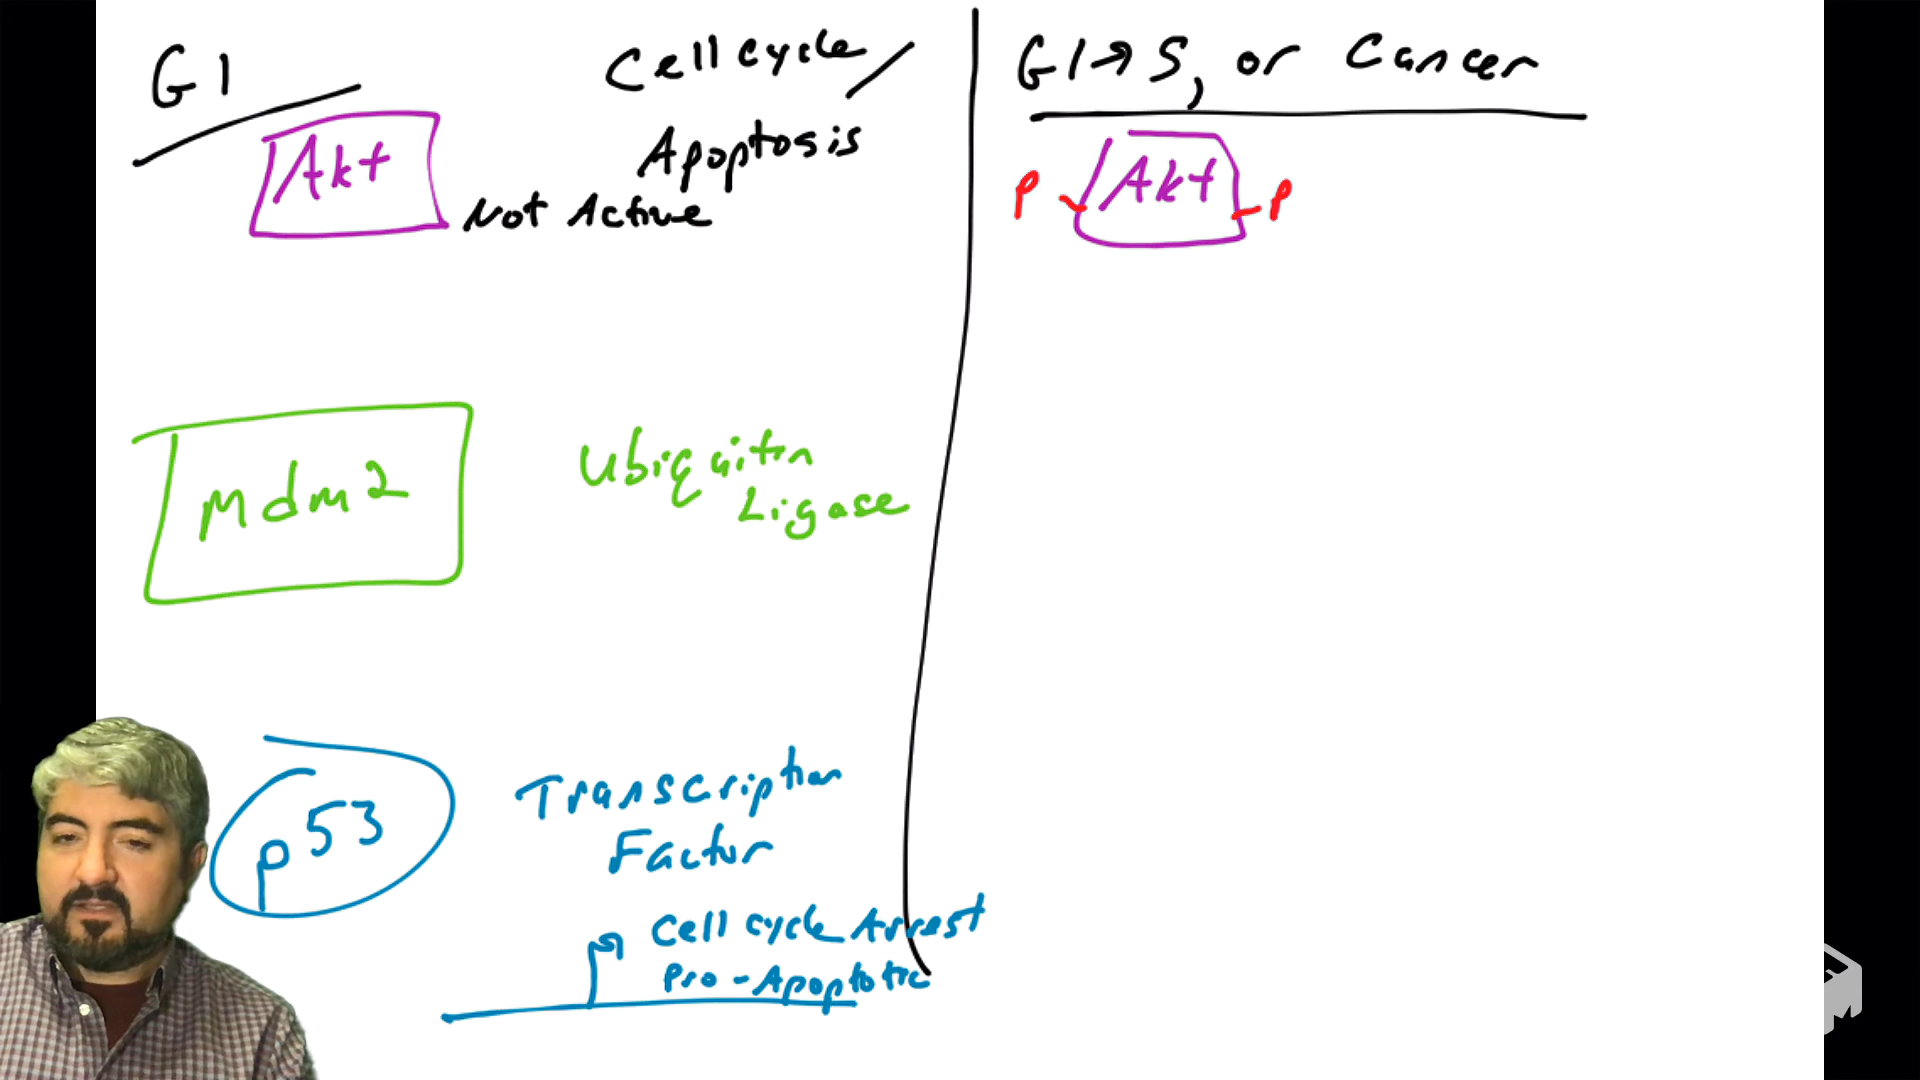 G1
Cell cycle/
Apoptosis
Akt
Not Active
Mdm2
Ubiquitin
Ligase
p53
Transcription
Factor
Cell cycle Arrest
Pro-Apoptotic
G1→S, or Cancer
P Akt P
M